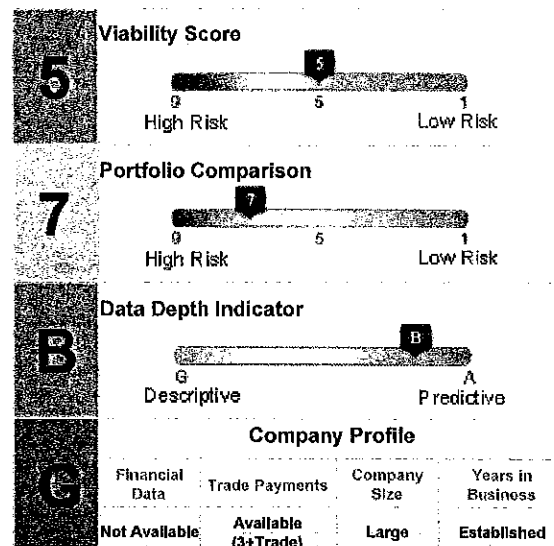 5
Viability Score
5
9 5 1
High Risk Low Risk
7
Portfolio Comparison
7
9 5 1
High Risk Low Risk
B
Data Depth Indicator
B
G A
Descriptive Predictive
G
Company Profile
Financial Data Trade Payments Company Size Years in Business
Not Available Available (3+Trade) Large Established